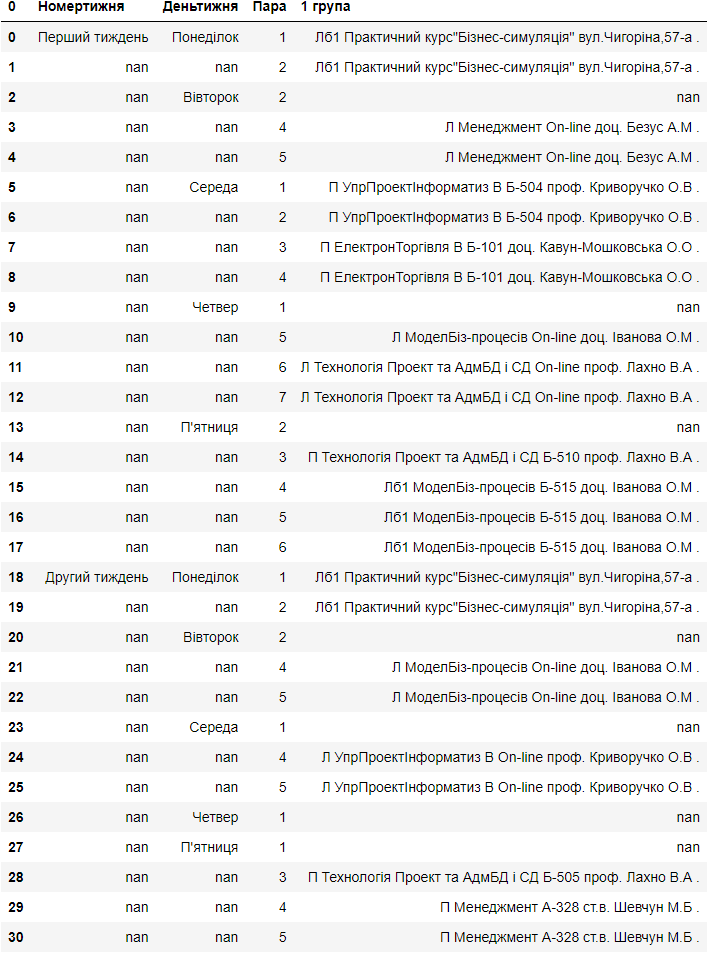 0 Номертижня Деньтижня Пара 1 група
0 Перший тиждень Понеділок 1 Лб1 Практичний курс"Бізнес-симуляція" вул.Чигоріна,57-а .
1 nan nan 2 Лб1 Практичний курс"Бізнес-симуляція" вул.Чигоріна,57-а .
2 nan Вівторок 2 nan
3 nan nan 4 Л Менеджмент On-line доц. Безус А.М .
4 nan nan 5 Л Менеджмент On-line доц. Безус А.М .
5 nan Середа 1 П УпрПроектІнформатиз В Б-504 проф. Криворучко О.В .
6 nan nan 2 П УпрПроектІнформатиз В Б-504 проф. Криворучко О.В .
7 nan nan 3 П ЕлектронТоргівля В Б-101 доц. Кавун-Мошковська О.О .
8 nan nan 4 П ЕлектронТоргівля В Б-101 доц. Кавун-Мошковська О.О .
9 nan Четвер 1 nan
10 nan nan 5 Л МоделБіз-процесів On-line доц. Іванова О.М .
11 nan nan 6 Л Технологія Проект та АдмБД і СД On-line проф. Лахно В.А .
12 nan nan 7 Л Технологія Проект та АдмБД і СД On-line проф. Лахно В.А .
13 nan П'ятниця 2 nan
14 nan nan 3 П Технологія Проект та АдмБД і СД Б-510 проф. Лахно В.А .
15 nan nan 4 Лб1 МоделБіз-процесів Б-515 доц. Іванова О.М .
16 nan nan 5 Лб1 МоделБіз-процесів Б-515 доц. Іванова О.М .
17 nan nan 6 Лб1 МоделБіз-процесів Б-515 доц. Іванова О.М .
18 Другий тиждень Понеділок 1 Лб1 Практичний курс"Бізнес-симуляція" вул.Чигоріна,57-а .
19 nan nan 2 Лб1 Практичний курс"Бізнес-симуляція" вул.Чигоріна,57-а .
20 nan Вівторок 2 nan
21 nan nan 4 Л МоделБіз-процесів On-line доц. Іванова О.М .
22 nan nan 5 Л МоделБіз-процесів On-line доц. Іванова О.М .
23 nan Середа 1 nan
24 nan nan 4 Л УпрПроектІнформатиз В On-line проф. Криворучко О.В .
25 nan nan 5 Л УпрПроектІнформатиз В On-line проф. Криворучко О.В .
26 nan Четвер 1 nan
27 nan П'ятниця 1 nan
28 nan nan 3 П Технологія Проект та АдмБД і СД Б-505 проф. Лахно В.А .
29 nan nan 4 П Менеджмент А-328 ст.в. Шевчун М.Б .
30 nan nan 5 П Менеджмент А-328 ст.в. Шевчун М.Б .